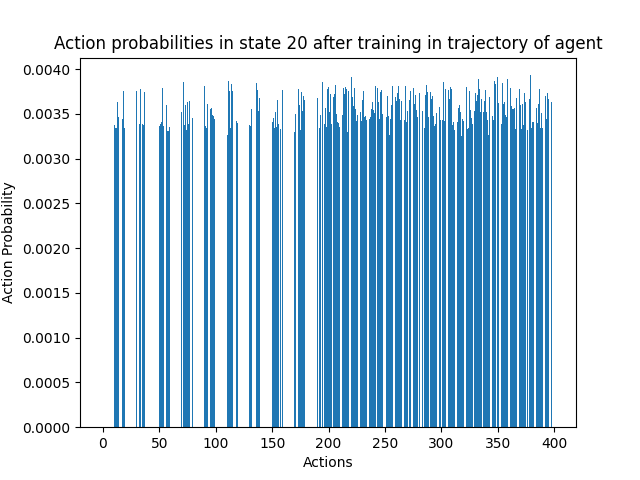 Action probabilities in state 20 after training in trajectory of agent
0.0040
0.0035
0.0030
0.0025
0.0020
0.0015
0.0010
0.0005
0.0000
Action Probability
0 50 100 150 200 250 300 350 400
Actions